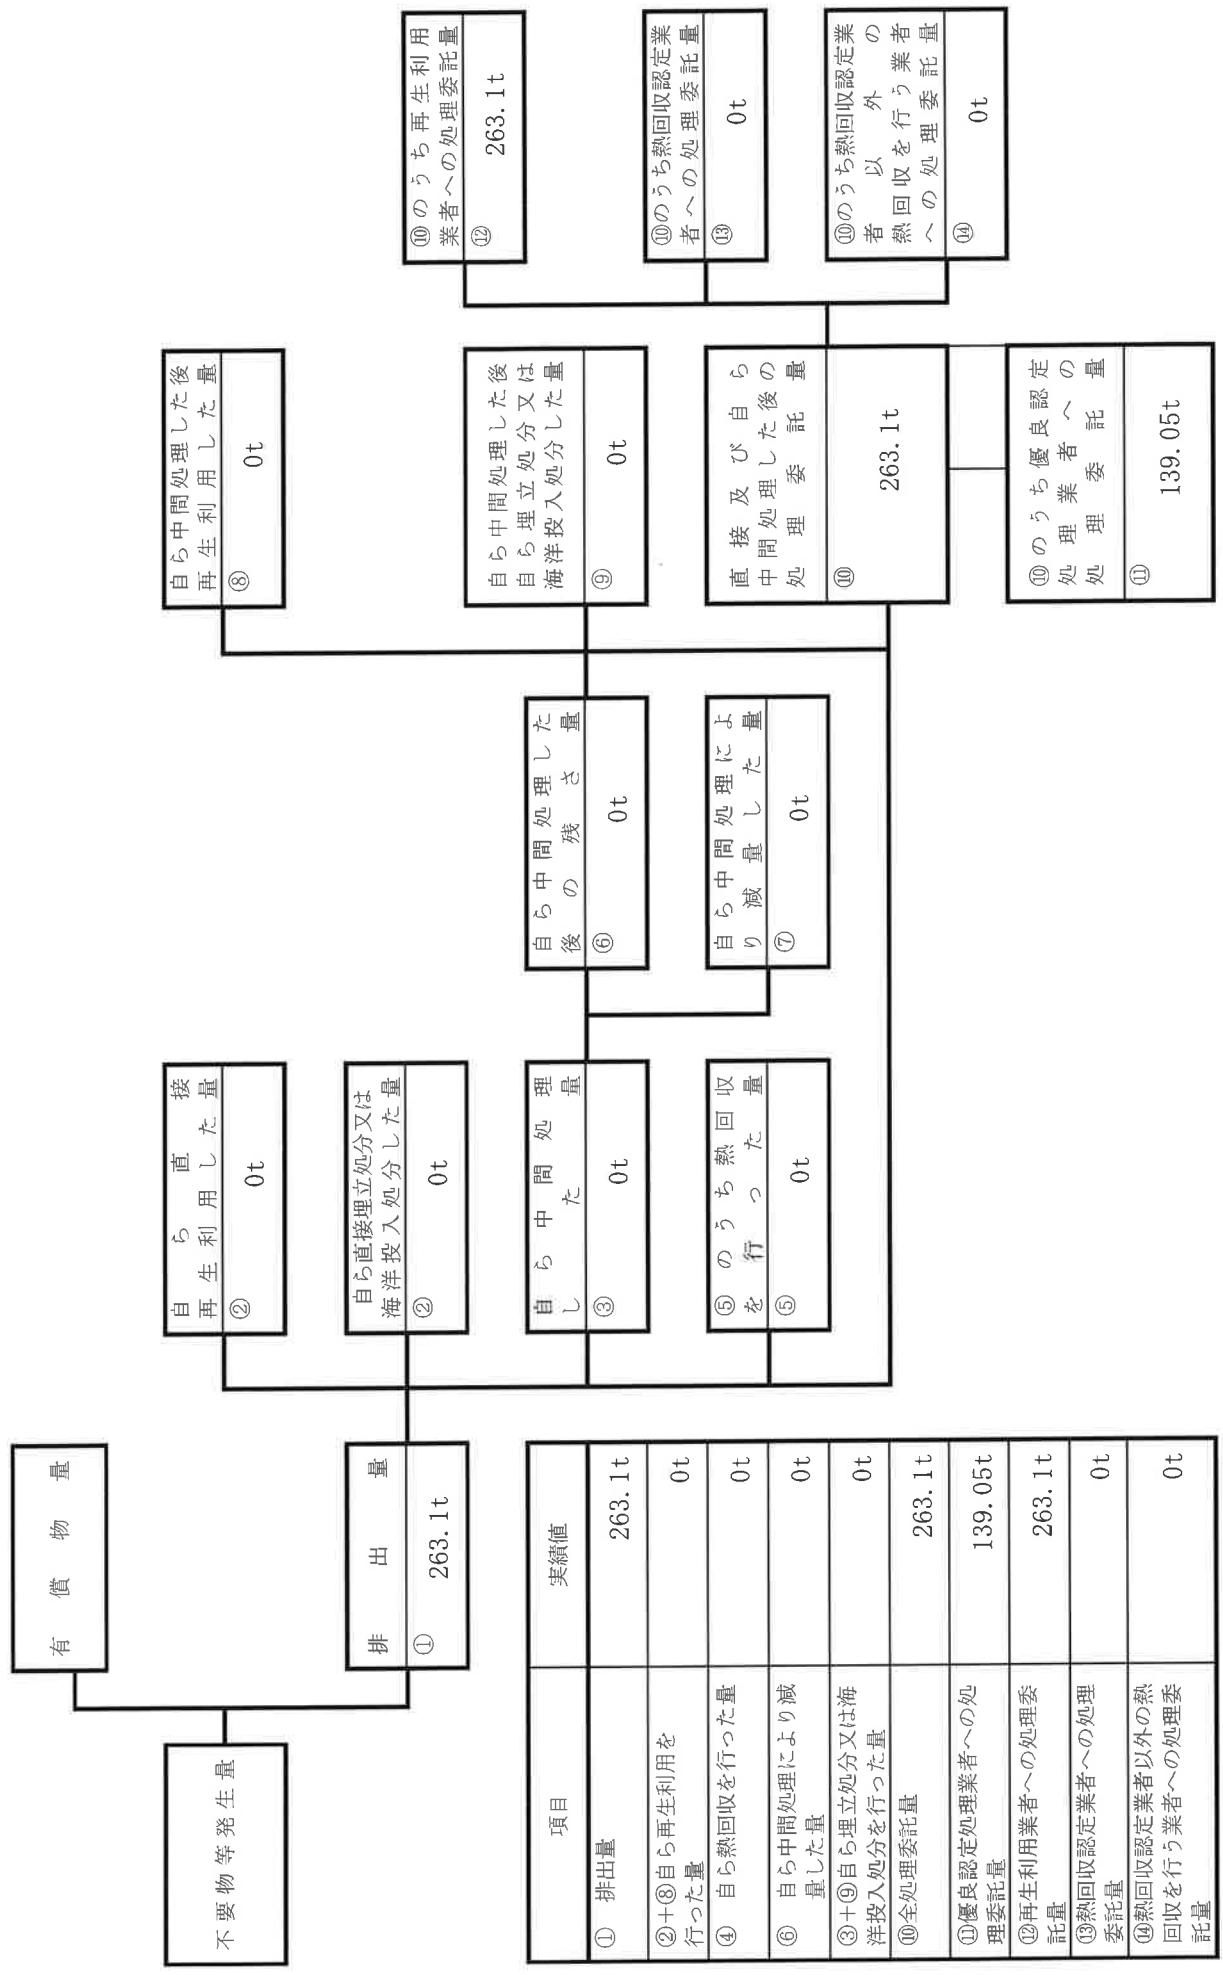 不要物等発生量
有償物量
排出量
① 263.1t
自ら直接
再生利用した量
② 0t
自ら直接埋立処分又は
海洋投入処分した量
② 0t
自ら中間処理
した量
③ 0t
⑤のうち熱回収
を行った量
⑤ 0t
自ら中間処理した
後の残さ量
⑥ 0t
自ら中間処理によ
り減量した量
⑦ 0t
自ら中間処理した後
再生利用した量
⑧ 0t
自ら中間処理した後
自ら埋立処分又は
海洋投入処分した量
⑨ 0t
直接及び自ら
中間処理した後の
処理委託量
⑩ 263.1t
⑩のうち優良認定
処理業者への
処理委託量
⑪ 139.05t
⑩のうち再生利用
業者への処理委託量
⑫ 263.1t
⑩のうち熱回収認定業
者への処理委託量
⑬ 0t
⑩のうち熱回収認定業
者以外の
熱回収を行う業者
への処理委託量
⑭ 0t
項目 実績値
① 排出量 263.1t
②+⑧自ら再生利用を
行った量 0t
④ 自ら熱回収を行った量 0t
⑥ 自ら中間処理により減
量した量 0t
③+⑨自ら埋立処分又は海
洋投入処分を行った量 0t
⑩全処理委託量 263.1t
⑪優良認定処理業者への処
理委託量 139.05t
⑫再生利用業者への処理委
託量 263.1t
⑬熱回収認定業者への処理
委託量 0t
⑭熱回収認定業者以外の熱
回収を行う業者への処理委
託量 0t